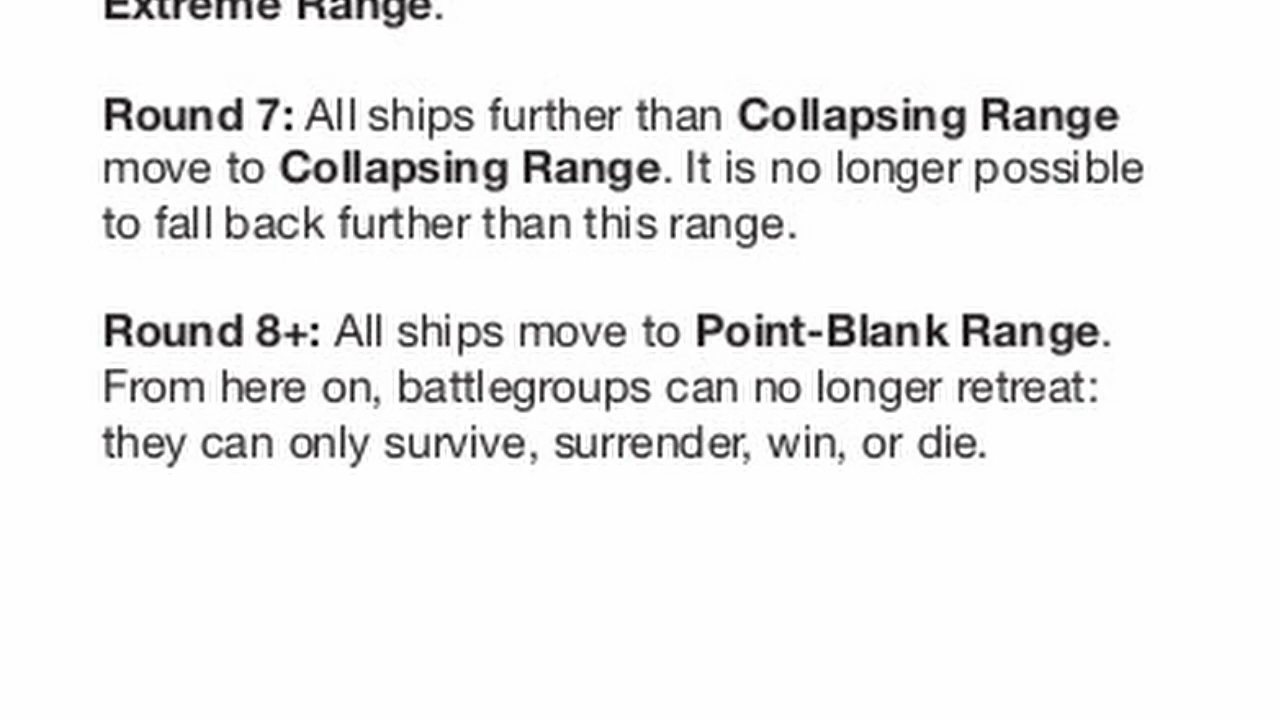 Extreme Range.
Round 7: All ships further than Collapsing Range
move to Collapsing Range. It is no longer possible
to fall back further than this range.
Round 8+: All ships move to Point-Blank Range.
From here on, battlegroups can no longer retreat:
they can only survive, surrender, win, or die.